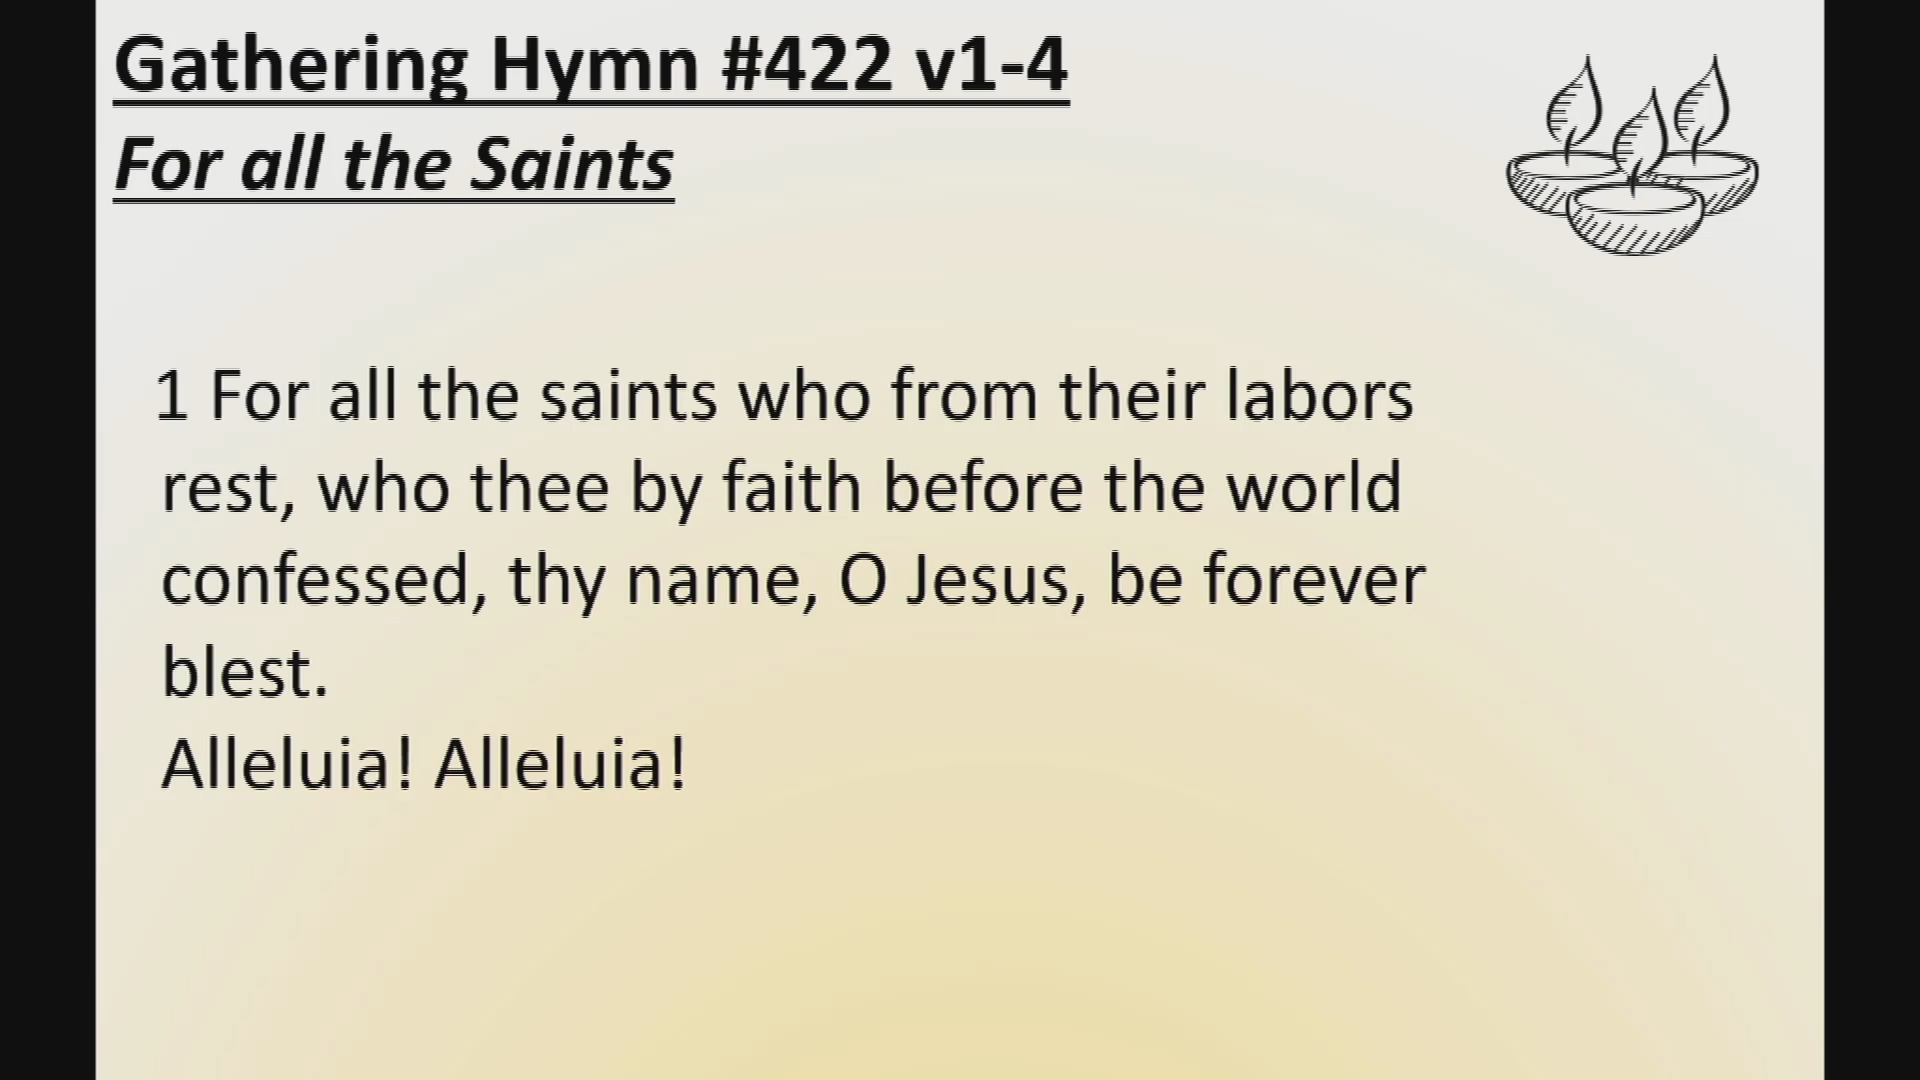 Gathering Hymn #422 v1-4
For all the Saints
1 For all the saints who from their labors
rest, who thee by faith before the world
confessed, thy name, O Jesus, be forever
blest.
Alleluia! Alleluia!